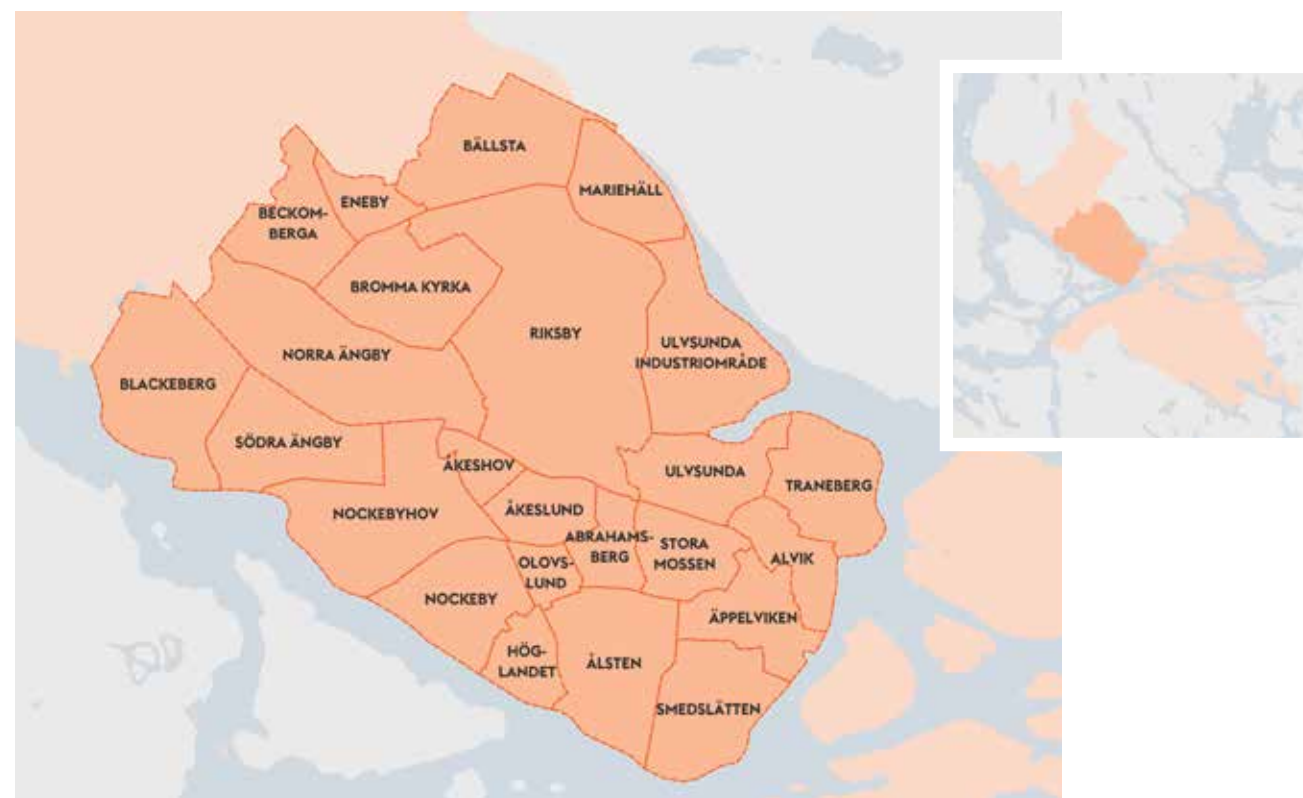 BÄLLSTA
MARIEHÄLL
ENEBY
BECKOM-
BERGA
BROMMA KYRKA
RIKSBY
ULVSUNDA
INDUSTRIOMRÅDE
NORRA ÄNGBY
BLACKEBERG
SÖDRA ÄNGBY
ÅKESHOV
ULVSUNDA
TRANEBERG
NOCKEBYHOV
ÅKESLUND
ABRAHAMS-
BERG
STORA
MOSSEN
ALVIK
OLOVS-
LUND
NOCKEBY
ÄPPELVIKEN
HÖG-
LANDET
ÅLSTEN
SMEDSLÄTTEN